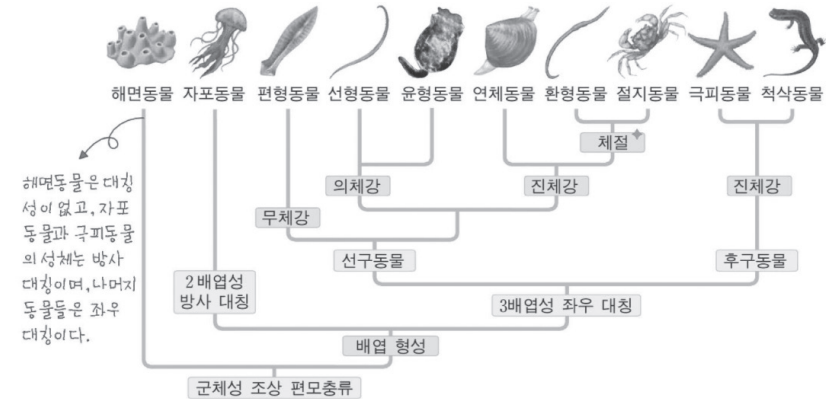 해면동물 자포동물 편형동물 선형동물 윤형동물 연체동물 환형동물 절지동물 극피동물 척삭동물
체절
의체강 진체강 진체강
무체강
선구동물 후구동물
2배엽성
방사 대칭
3배엽성 좌우 대칭
배엽 형성
군체성 조상 편모충류
해면동물은 대칭
성이 없고, 자포
동물과 극피동물
의 성체는 방사
대칭이며, 나머지
동물들은 좌우
대칭이다.